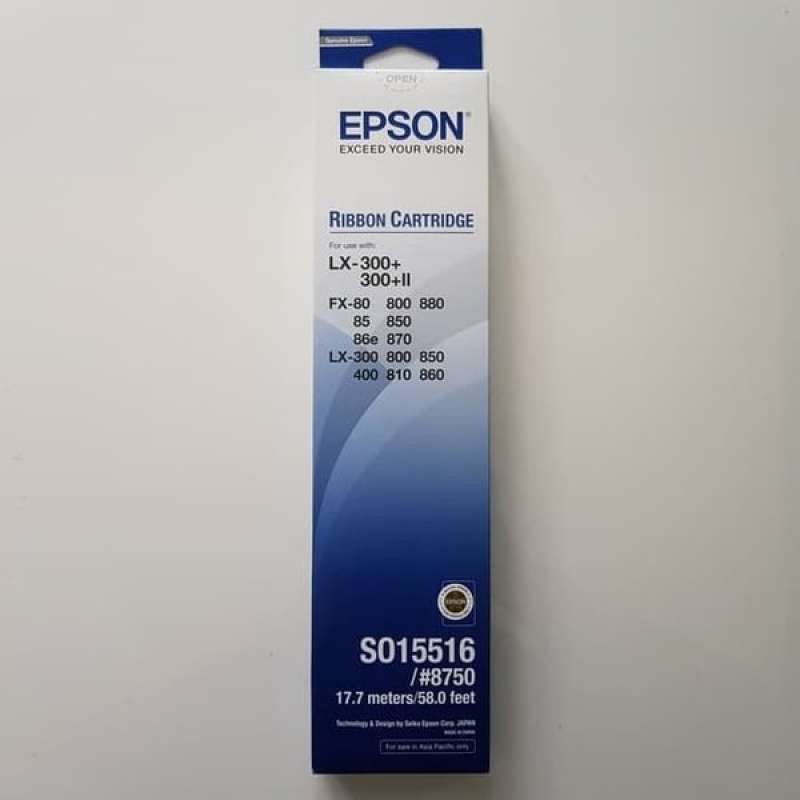 Genuine Epson
OPEN
EPSON®
EXCEED YOUR VISION
RIBBON CARTRIDGE
For use with:
LX-300+
300+II
FX-80 800 880
85 850
86e 870
LX-300 800 850
400 810 860
EPSON
S015516
/#8750
17.7 meters/58.0 feet
Technology & Design by Seiko Epson Corp. JAPAN
For sale in Asia Pacific only